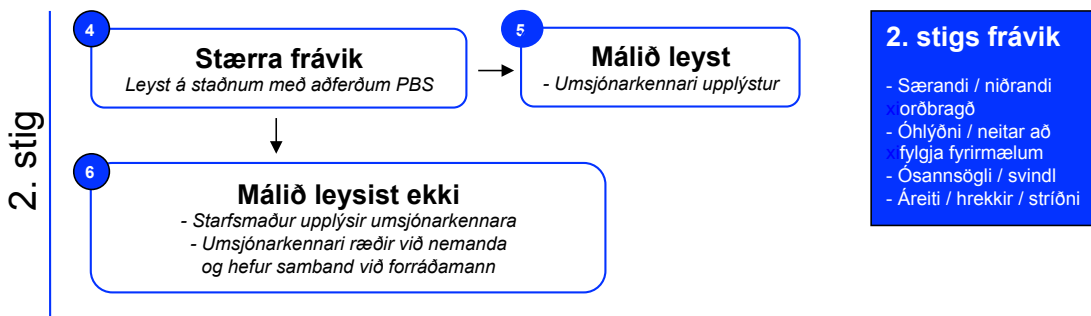 2. stig
4
Stærra frávik
Leyst á staðnum með aðferðum PBS
5
Málið leyst
- Umsjónarkennari upplýstur
6
Málið leysist ekki
- Starfsmaður upplýsir umsjónarkennara
- Umsjónarkennari ræðir við nemanda
og hefur samband við forráðamann
2. stigs frávik
- Særandi / niðrandi
xiorðbragð
- Óhlýðni / neitar að
xifylgja fyrirmælum
- Ósannsögli / svindl
- Áreiti / hrekkir / stríðni